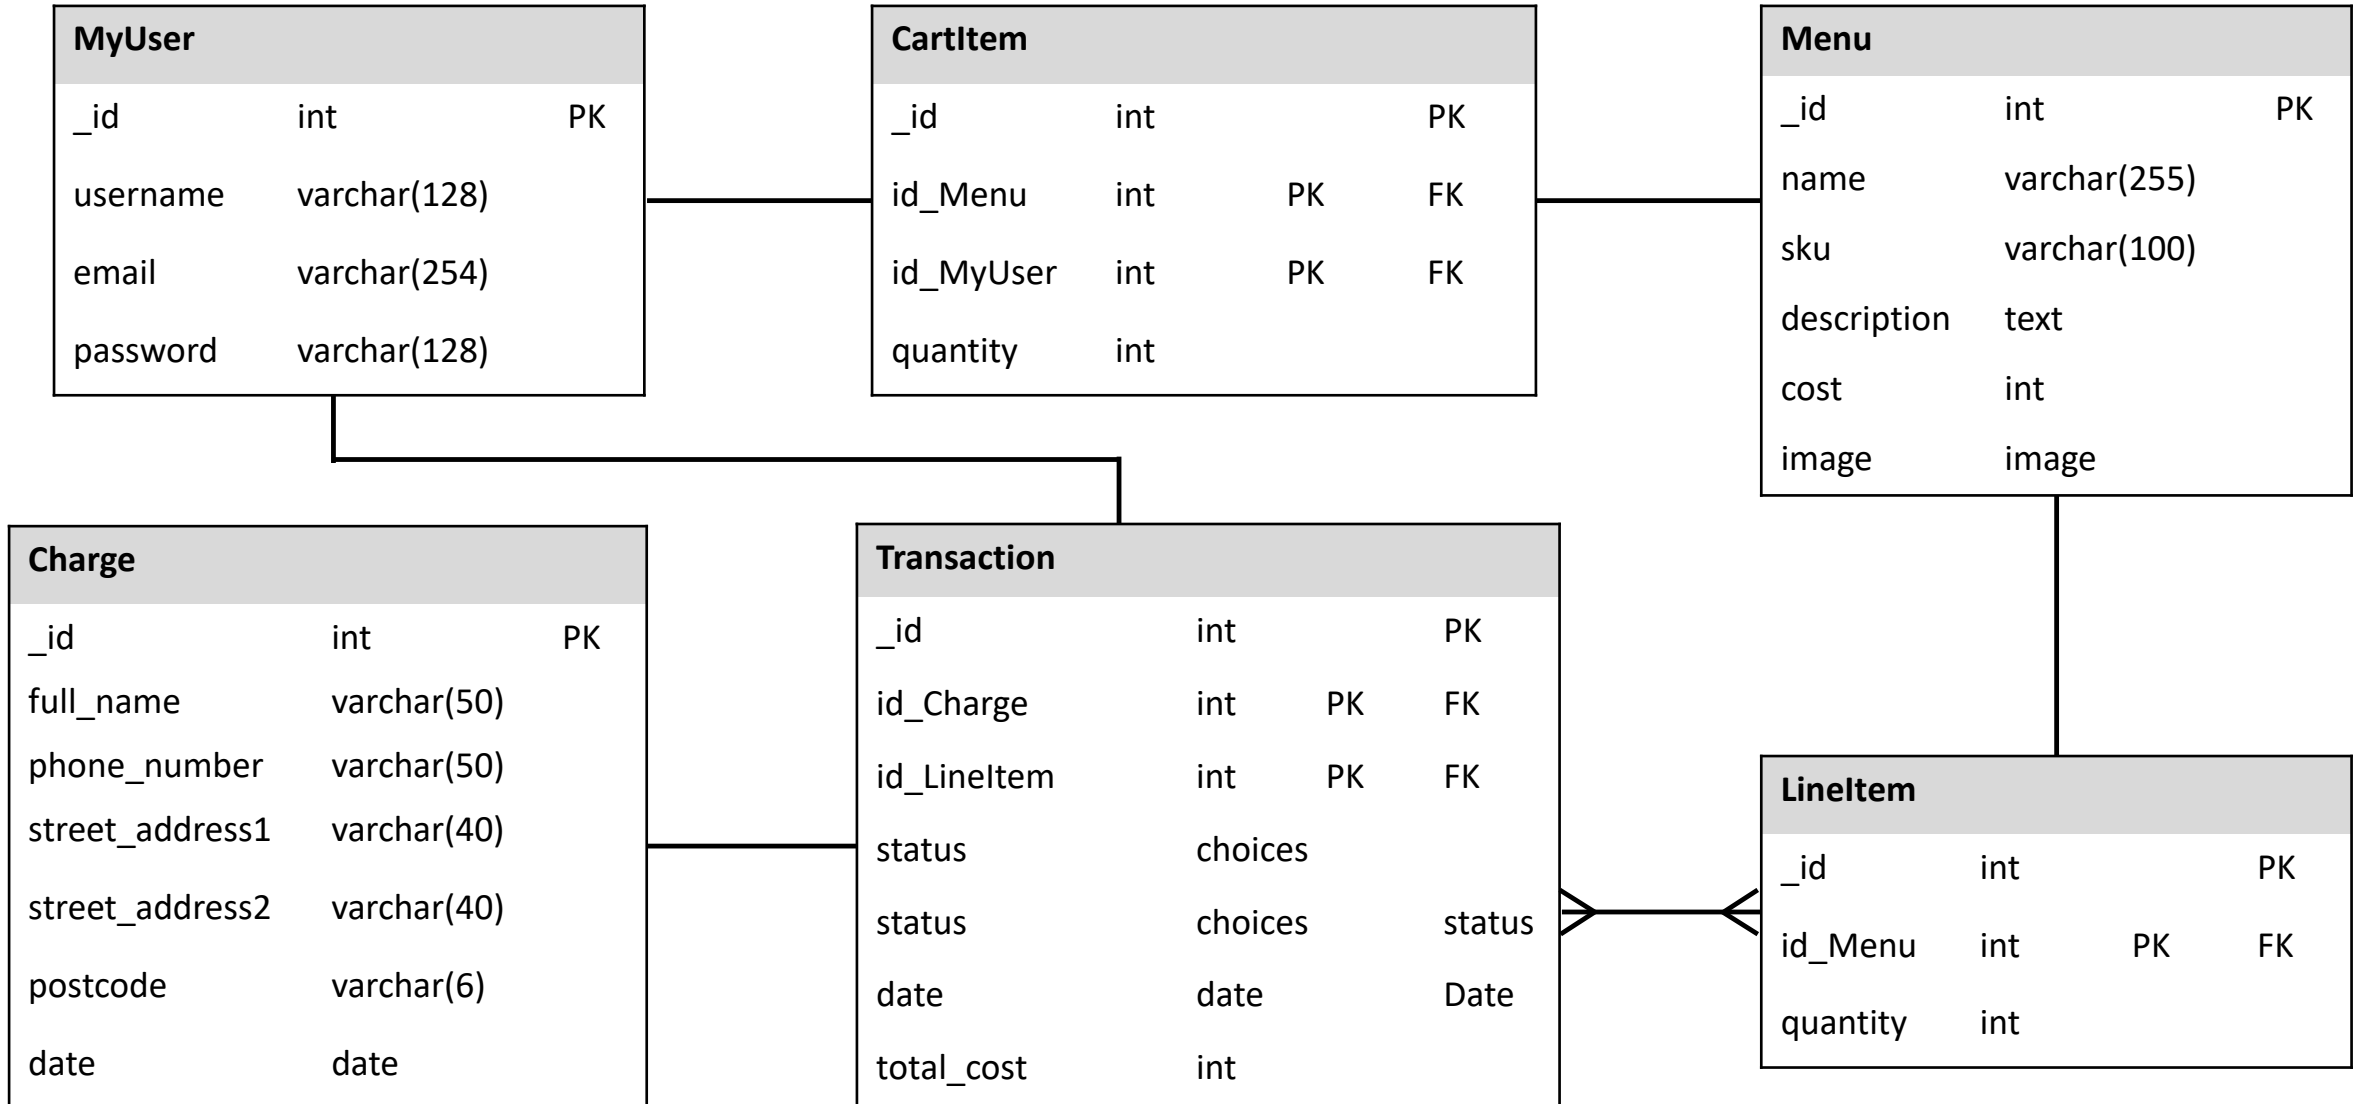 MyUser
_id int PK
username varchar(128)
email varchar(254)
password varchar(128)
CartItem
_id int PK
id_Menu int PK FK
id_MyUser int PK FK
quantity int
Menu
_id int PK
name varchar(255)
sku varchar(100)
description text
cost int
image image
Charge
_id int PK
full_name varchar(50)
phone_number varchar(50)
street_address1 varchar(40)
street_address2 varchar(40)
postcode varchar(6)
date date
Transaction
_id int PK
id_Charge int PK FK
id_LineItem int PK FK
status choices
status choices status
date date Date
total_cost int
LineItem
_id int PK
id_Menu int PK FK
quantity int